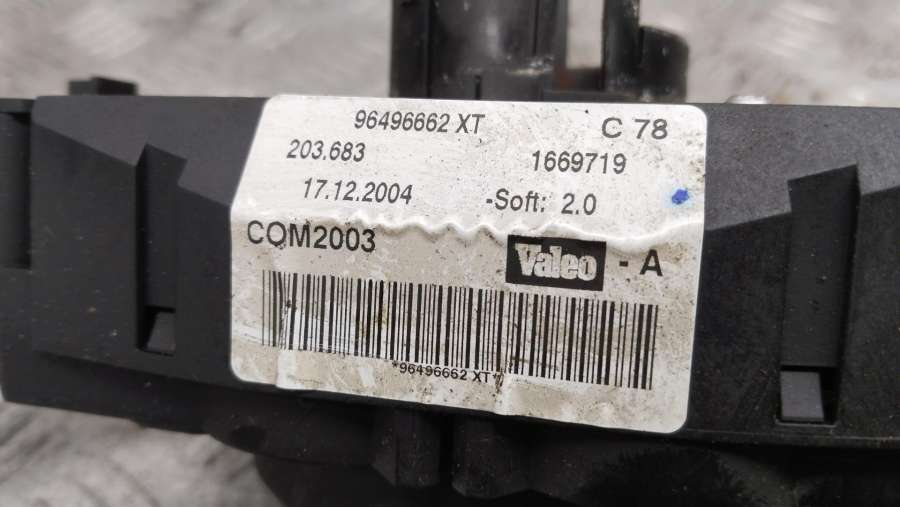 96496662 XT C 78
203.683 1669719
17.12.2004 -Soft: 2.0
COM2003 Valeo - A
*96496662 XT*